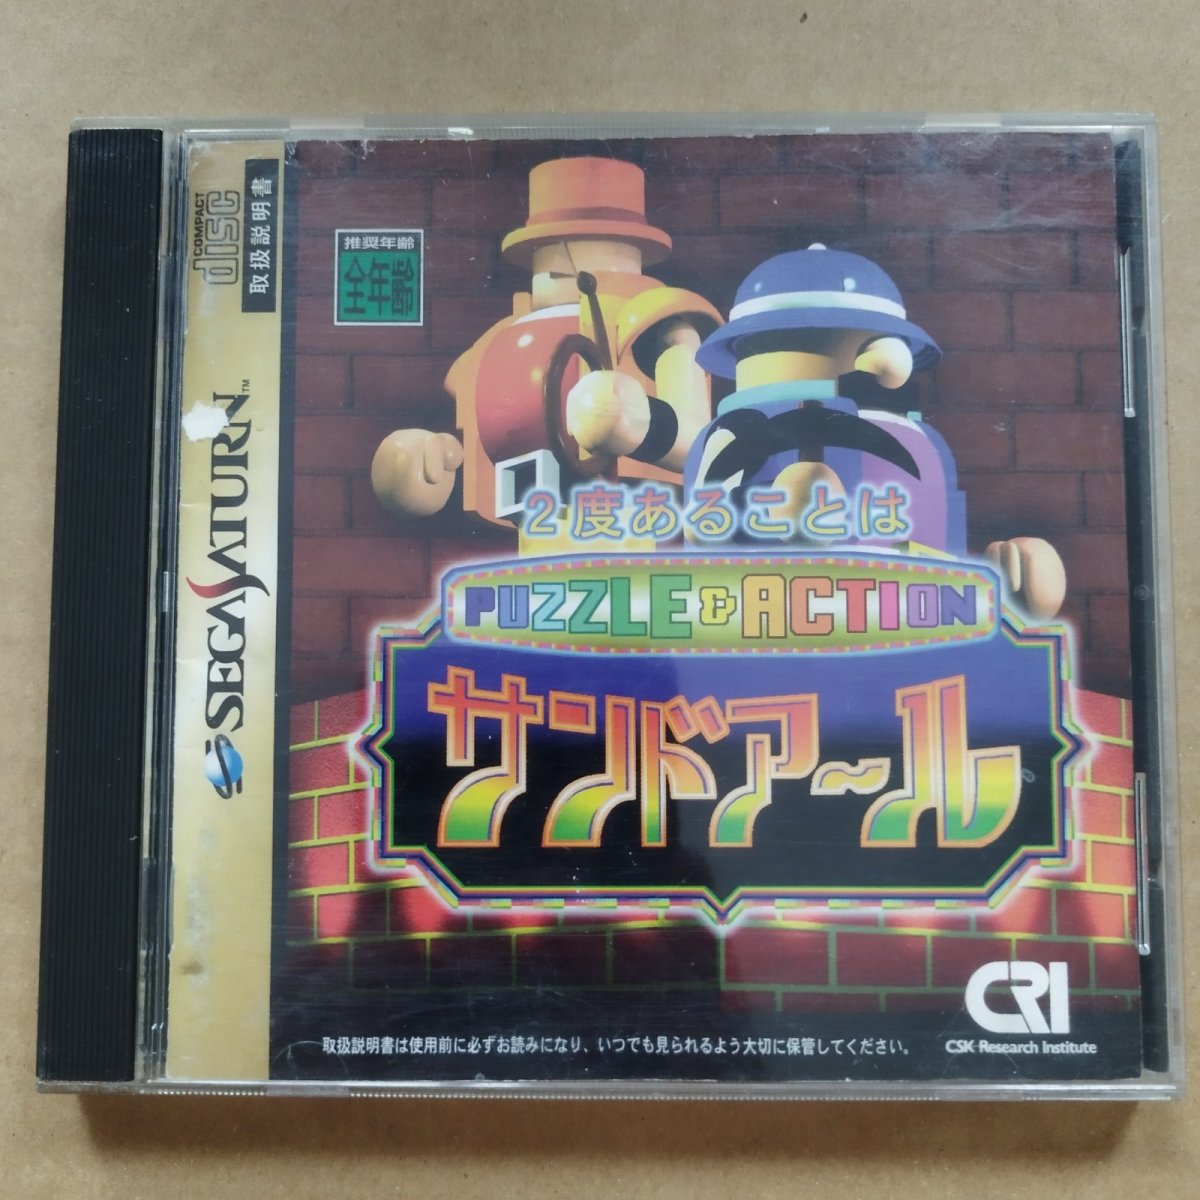 COMPACT
disc
取扱説明書
SEGA SATURN™
推奨年齢
全年齢
2度あることは
PUZZLE & ACTION
サンドア〜ル
CRI
CSK Research Institute
取扱説明書は使用前に必ずお読みになり、いつでも見られるよう大切に保管してください。